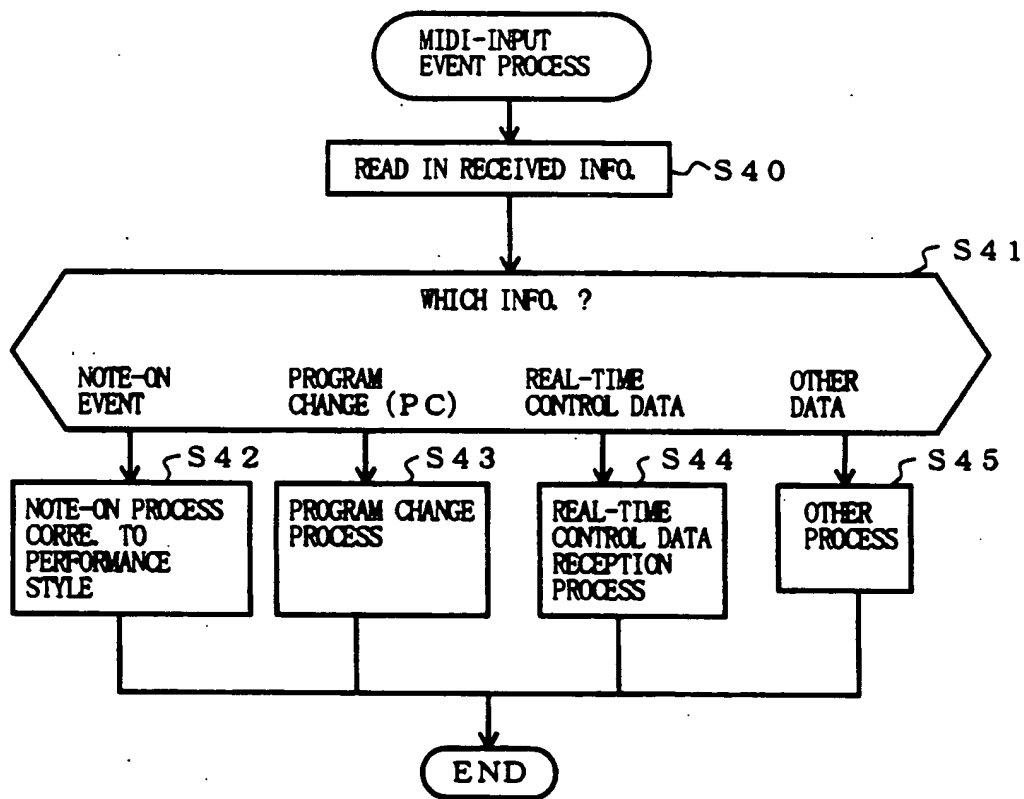 MIDI-INPUT
EVENT PROCESS
READ IN RECEIVED INFO.
S40
S41
WHICH INFO. ?
NOTE-ON
EVENT
PROGRAM
CHANGE (PC)
REAL-TIME
CONTROL DATA
OTHER
DATA
S42
S43
S44
S45
NOTE-ON PROCESS
CORRE. TO
PERFORMANCE
STYLE
PROGRAM CHANGE
PROCESS
REAL-TIME
CONTROL DATA
RECEPTION
PROCESS
OTHER
PROCESS
END